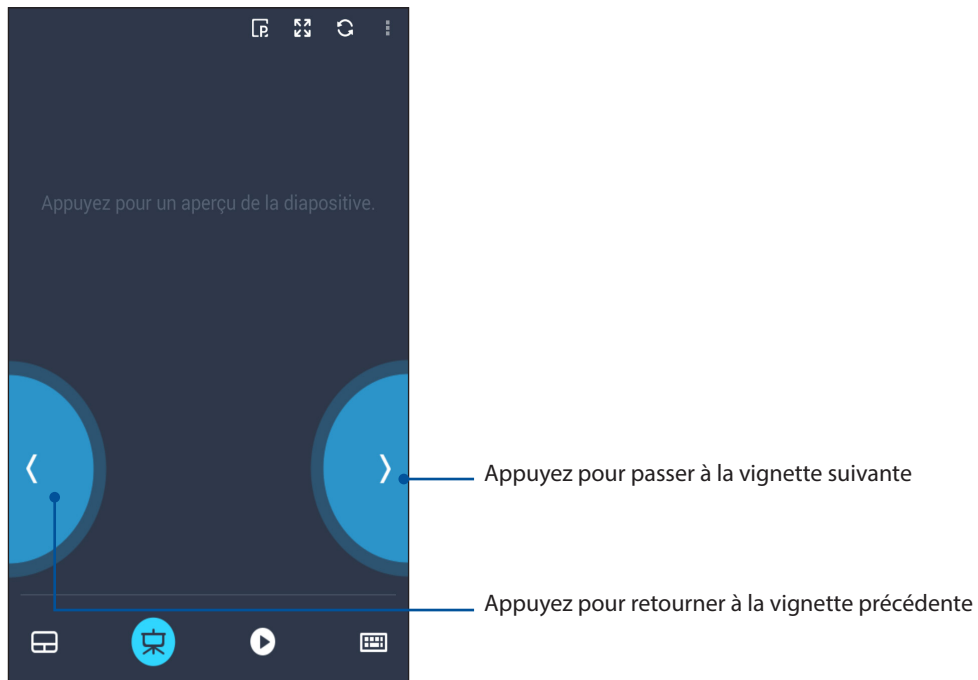 P
Appuyez pour un aperçu de la diapositive.
Appuyez pour passer à la vignette suivante
Appuyez pour retourner à la vignette précédente